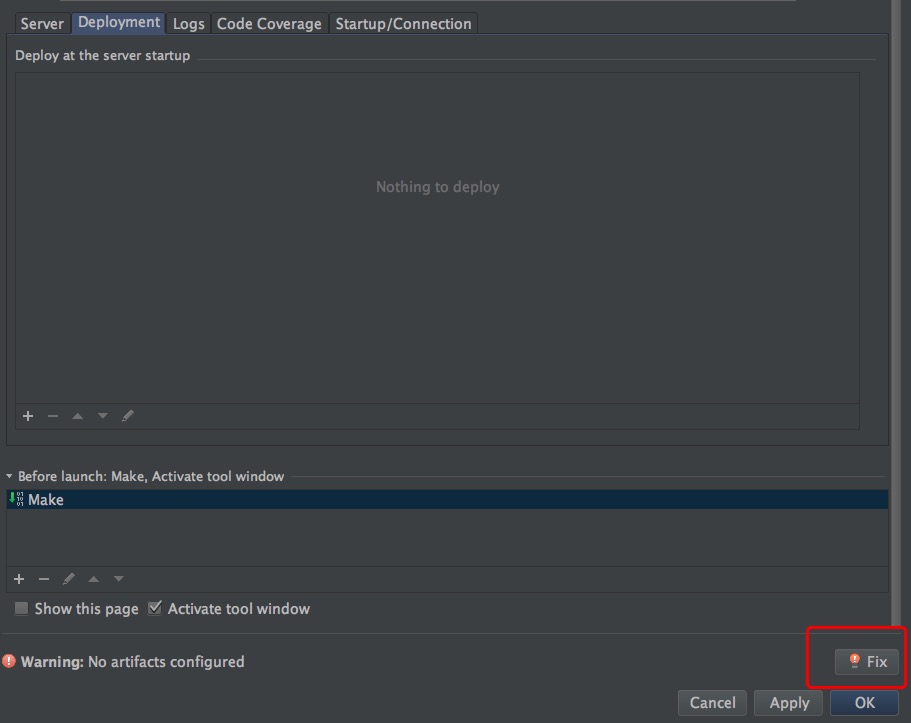 Server Deployment Logs Code Coverage Startup/Connection
Deploy at the server startup
Nothing to deploy
Before launch: Make, Activate tool window
Make
Show this page Activate tool window
Warning: No artifacts configured
Fix
Cancel Apply OK